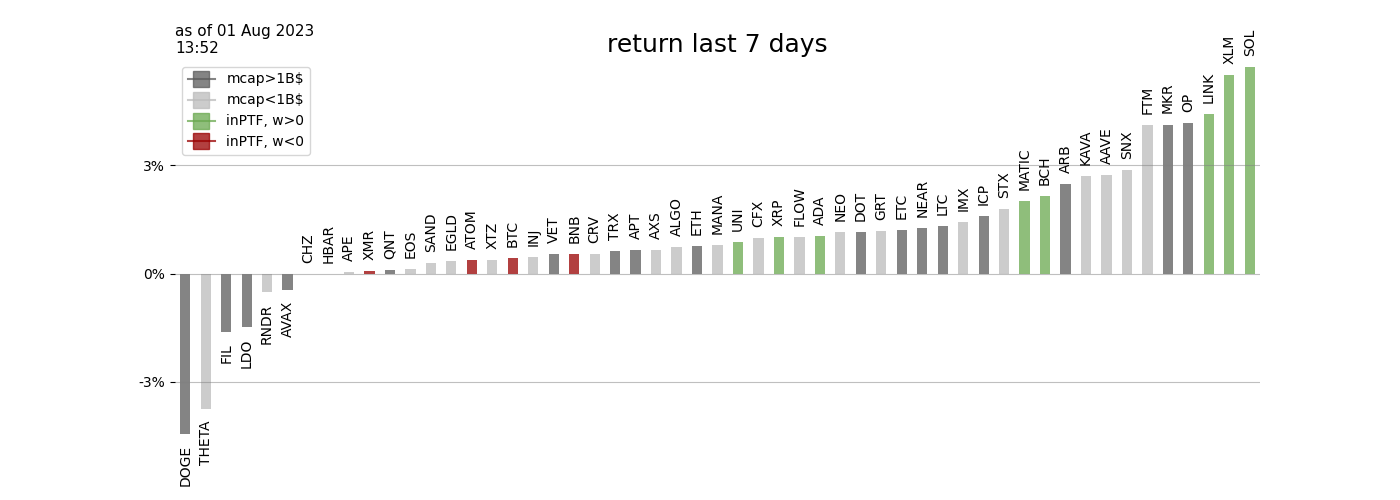 as of 01 Aug 2023
13:52
return last 7 days
mcap>1B$
mcap<1B$
inPTF, w>0
inPTF, w<0
3%
0%
-3%
DOGE
THETA
FIL
LDO
RNDR
AVAX
CHZ
HBAR
APE
XMR
QNT
EOS
SAND
EGLD
ATOM
XTZ
BTC
INJ
VET
BNB
CRV
TRX
APT
AXS
ALGO
ETH
MANA
UNI
CFX
XRP
FLOW
ADA
NEO
DOT
GRT
ETC
NEAR
LTC
IMX
ICP
STX
MATIC
BCH
ARB
KAVA
AAVE
SNX
FTM
MKR
OP
LINK
XLM
SOL